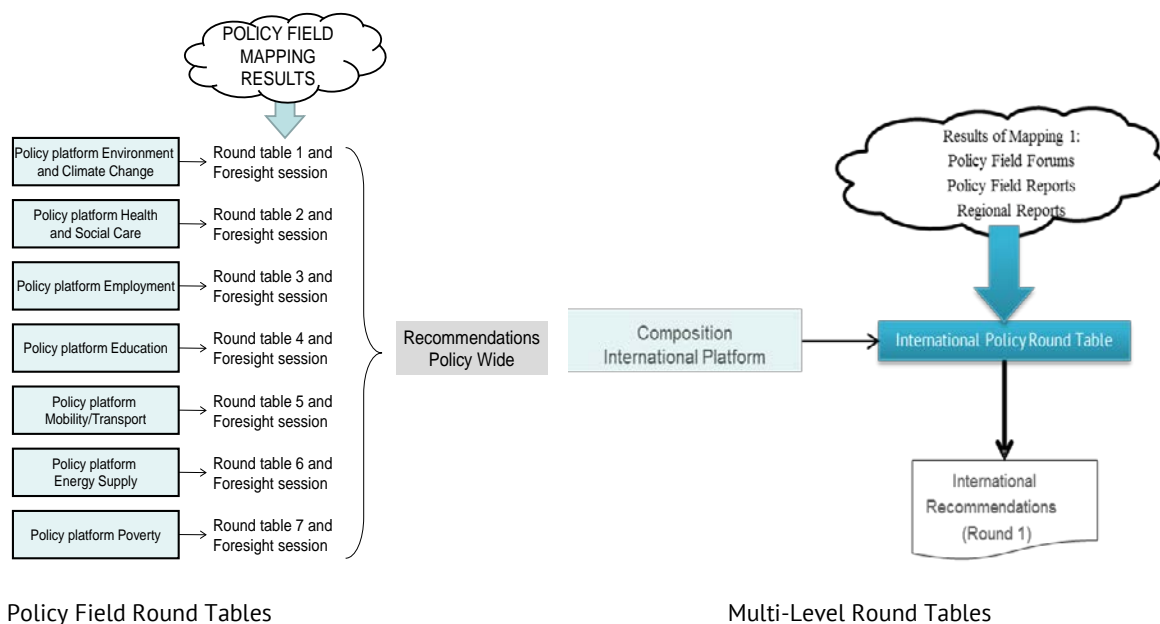 POLICY FIELD
MAPPING
RESULTS
Policy platform Environment
and Climate Change
Round table 1 and
Foresight session
Policy platform Health
and Social Care
Round table 2 and
Foresight session
Policy platform Employment
Round table 3 and
Foresight session
Policy platform Education
Round table 4 and
Foresight session
Policy platform
Mobility/Transport
Round table 5 and
Foresight session
Policy platform
Energy Supply
Round table 6 and
Foresight session
Policy platform Poverty
Round table 7 and
Foresight session
Recommendations
Policy Wide
Policy Field Round Tables
Results of Mapping 1:
Policy Field Forums
Policy Field Reports
Regional Reports
Composition
International Platform
International Policy Round Table
International
Recommendations
(Round 1)
Multi-Level Round Tables